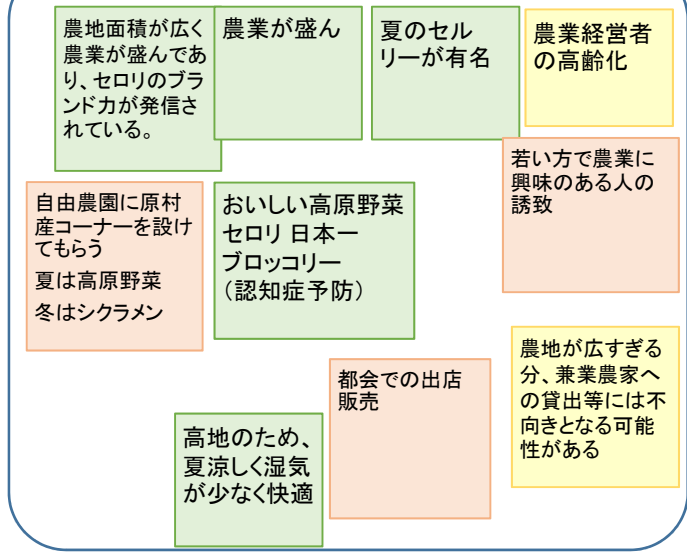 農地面積が広く
農業が盛んであ
り、セロリのブラ
ンド力が発信さ
れている。
農業が盛ん
夏のセル
リーが有名
農業経営者
の高齢化
若い方で農業に
興味のある人の
誘致
自由農園に原村
産コーナーを設け
てもらう
夏は高原野菜
冬はシクラメン
おいしい高原野菜
セロリ 日本一
ブロッコリー
（認知症予防）
農地が広すぎる
分、兼業農家へ
の貸出等には不
向きとなる可能
性がある
都会での出店
販売
高地のため、
夏涼しく湿気
が少なく快適